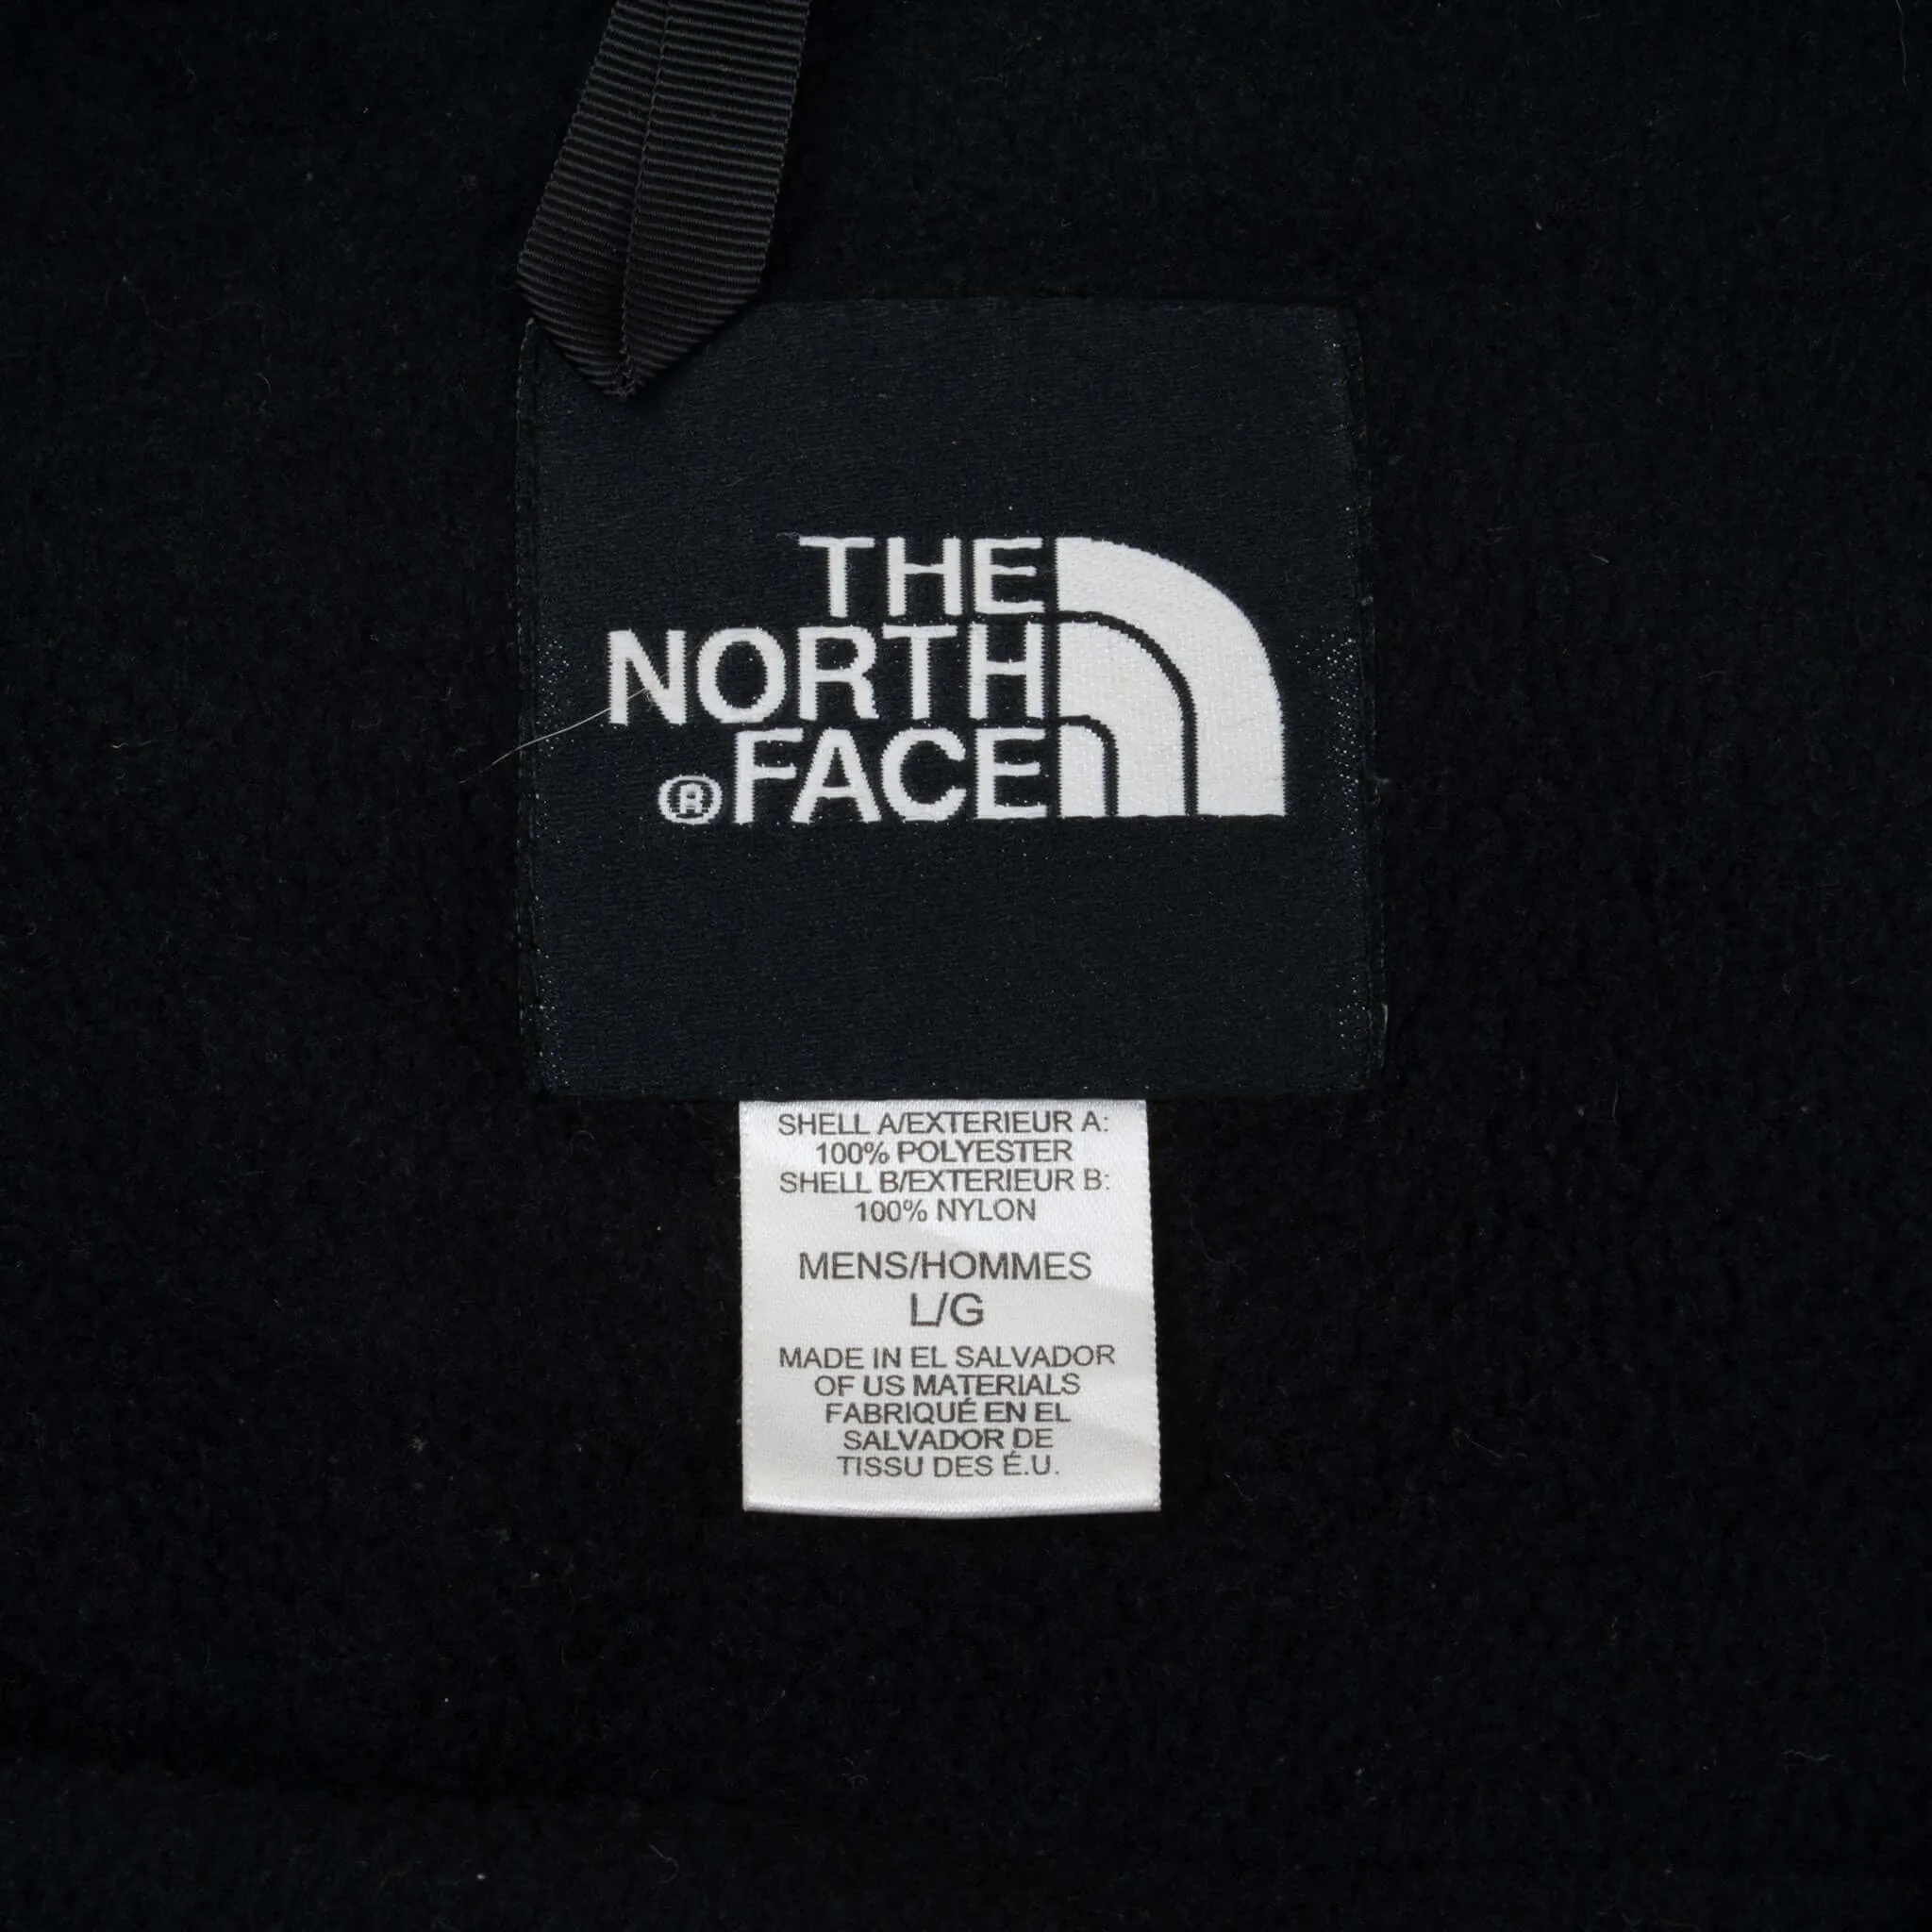 THE
NORTH
®FACE
SHELL A/EXTERIEUR A:
100% POLYESTER
SHELL B/EXTERIEUR B:
100% NYLON
MENS/HOMMES
L/G
MADE IN EL SALVADOR
OF US MATERIALS
FABRIQUÉ EN EL
SALVADOR DE
TISSU DES É.U.